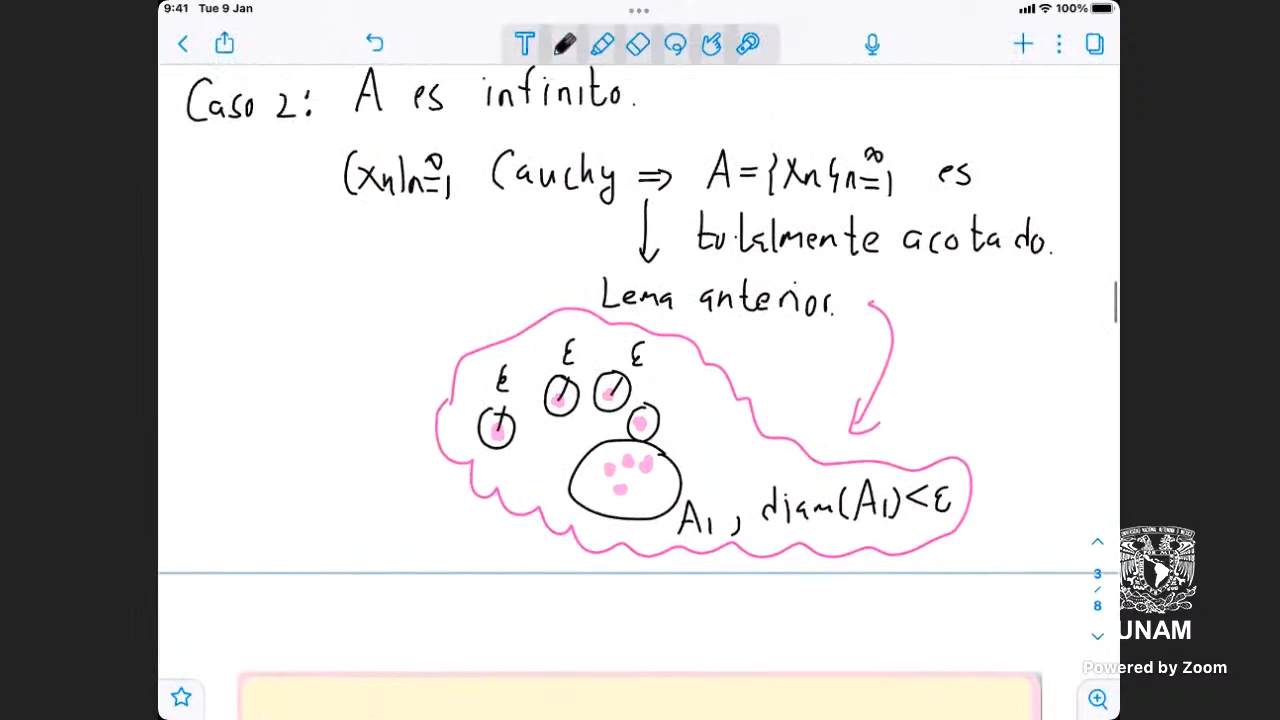 9:41 Tue 9 Jan
100%
Caso 2: A es infinito.
(xn)n=1^∞ Cauchy ⇒ A={xn}n=1^∞ es
totalmente acotado.
Lema anterior.
ε ε ε
A1, diam(A1)<ε
3
/
8
UNAM
Powered by Zoom